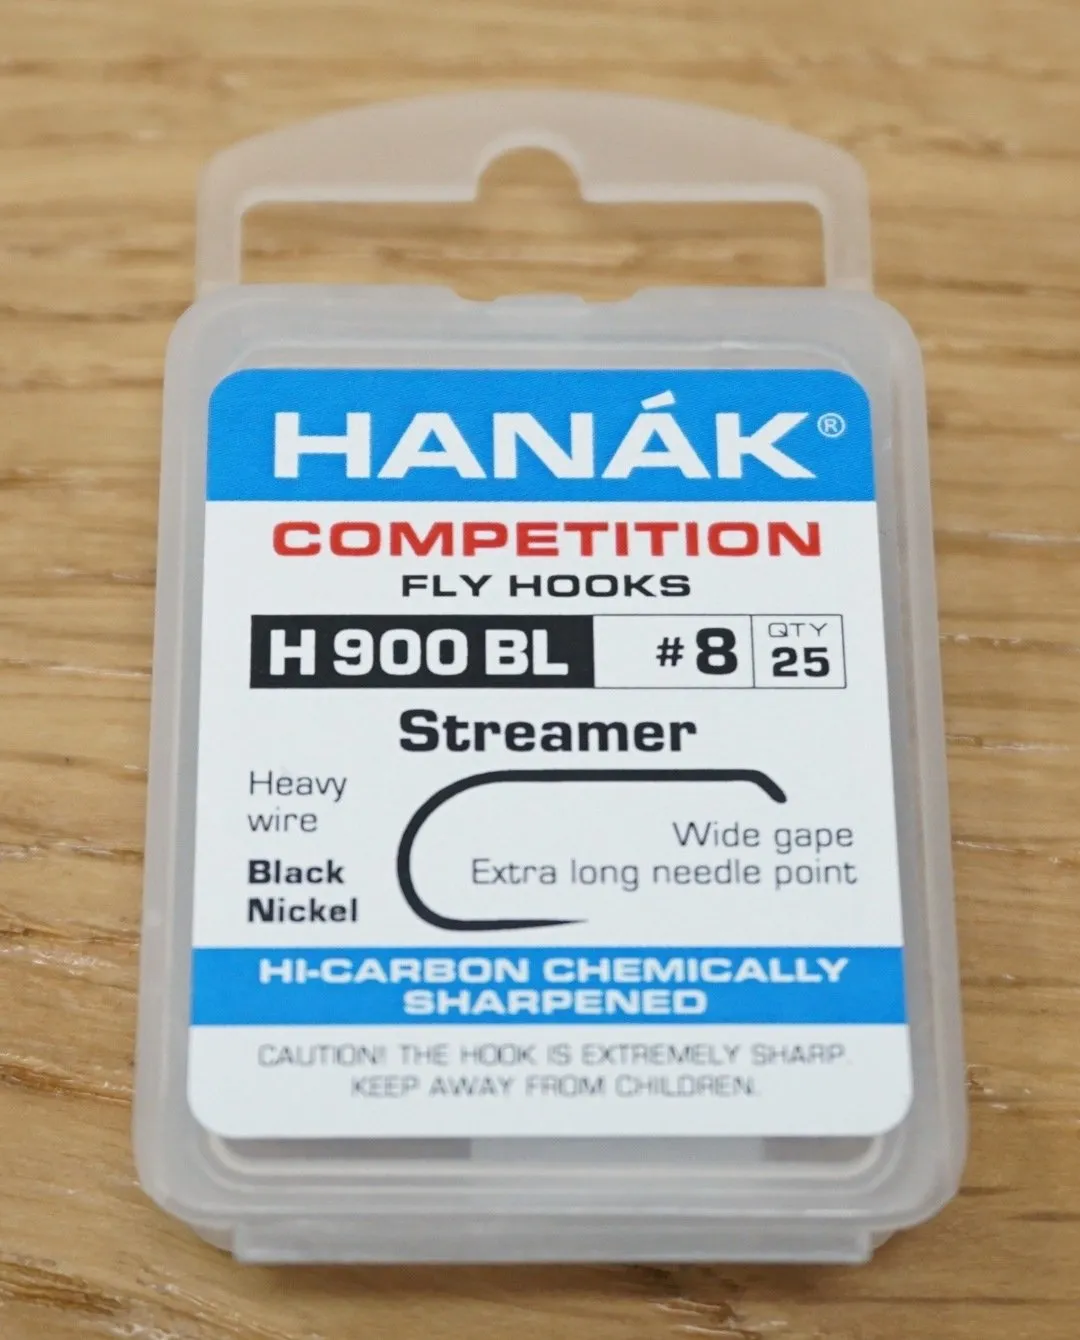 HANÁK®
COMPETITION
FLY HOOKS
H 900 BL #8 QTY 25
Streamer
Heavy
wire
Black
Nickel
Wide gape
Extra long needle point
HI-CARBON CHEMICALLY
SHARPENED
CAUTION! THE HOOK IS EXTREMELY SHARP.
KEEP AWAY FROM CHILDREN.